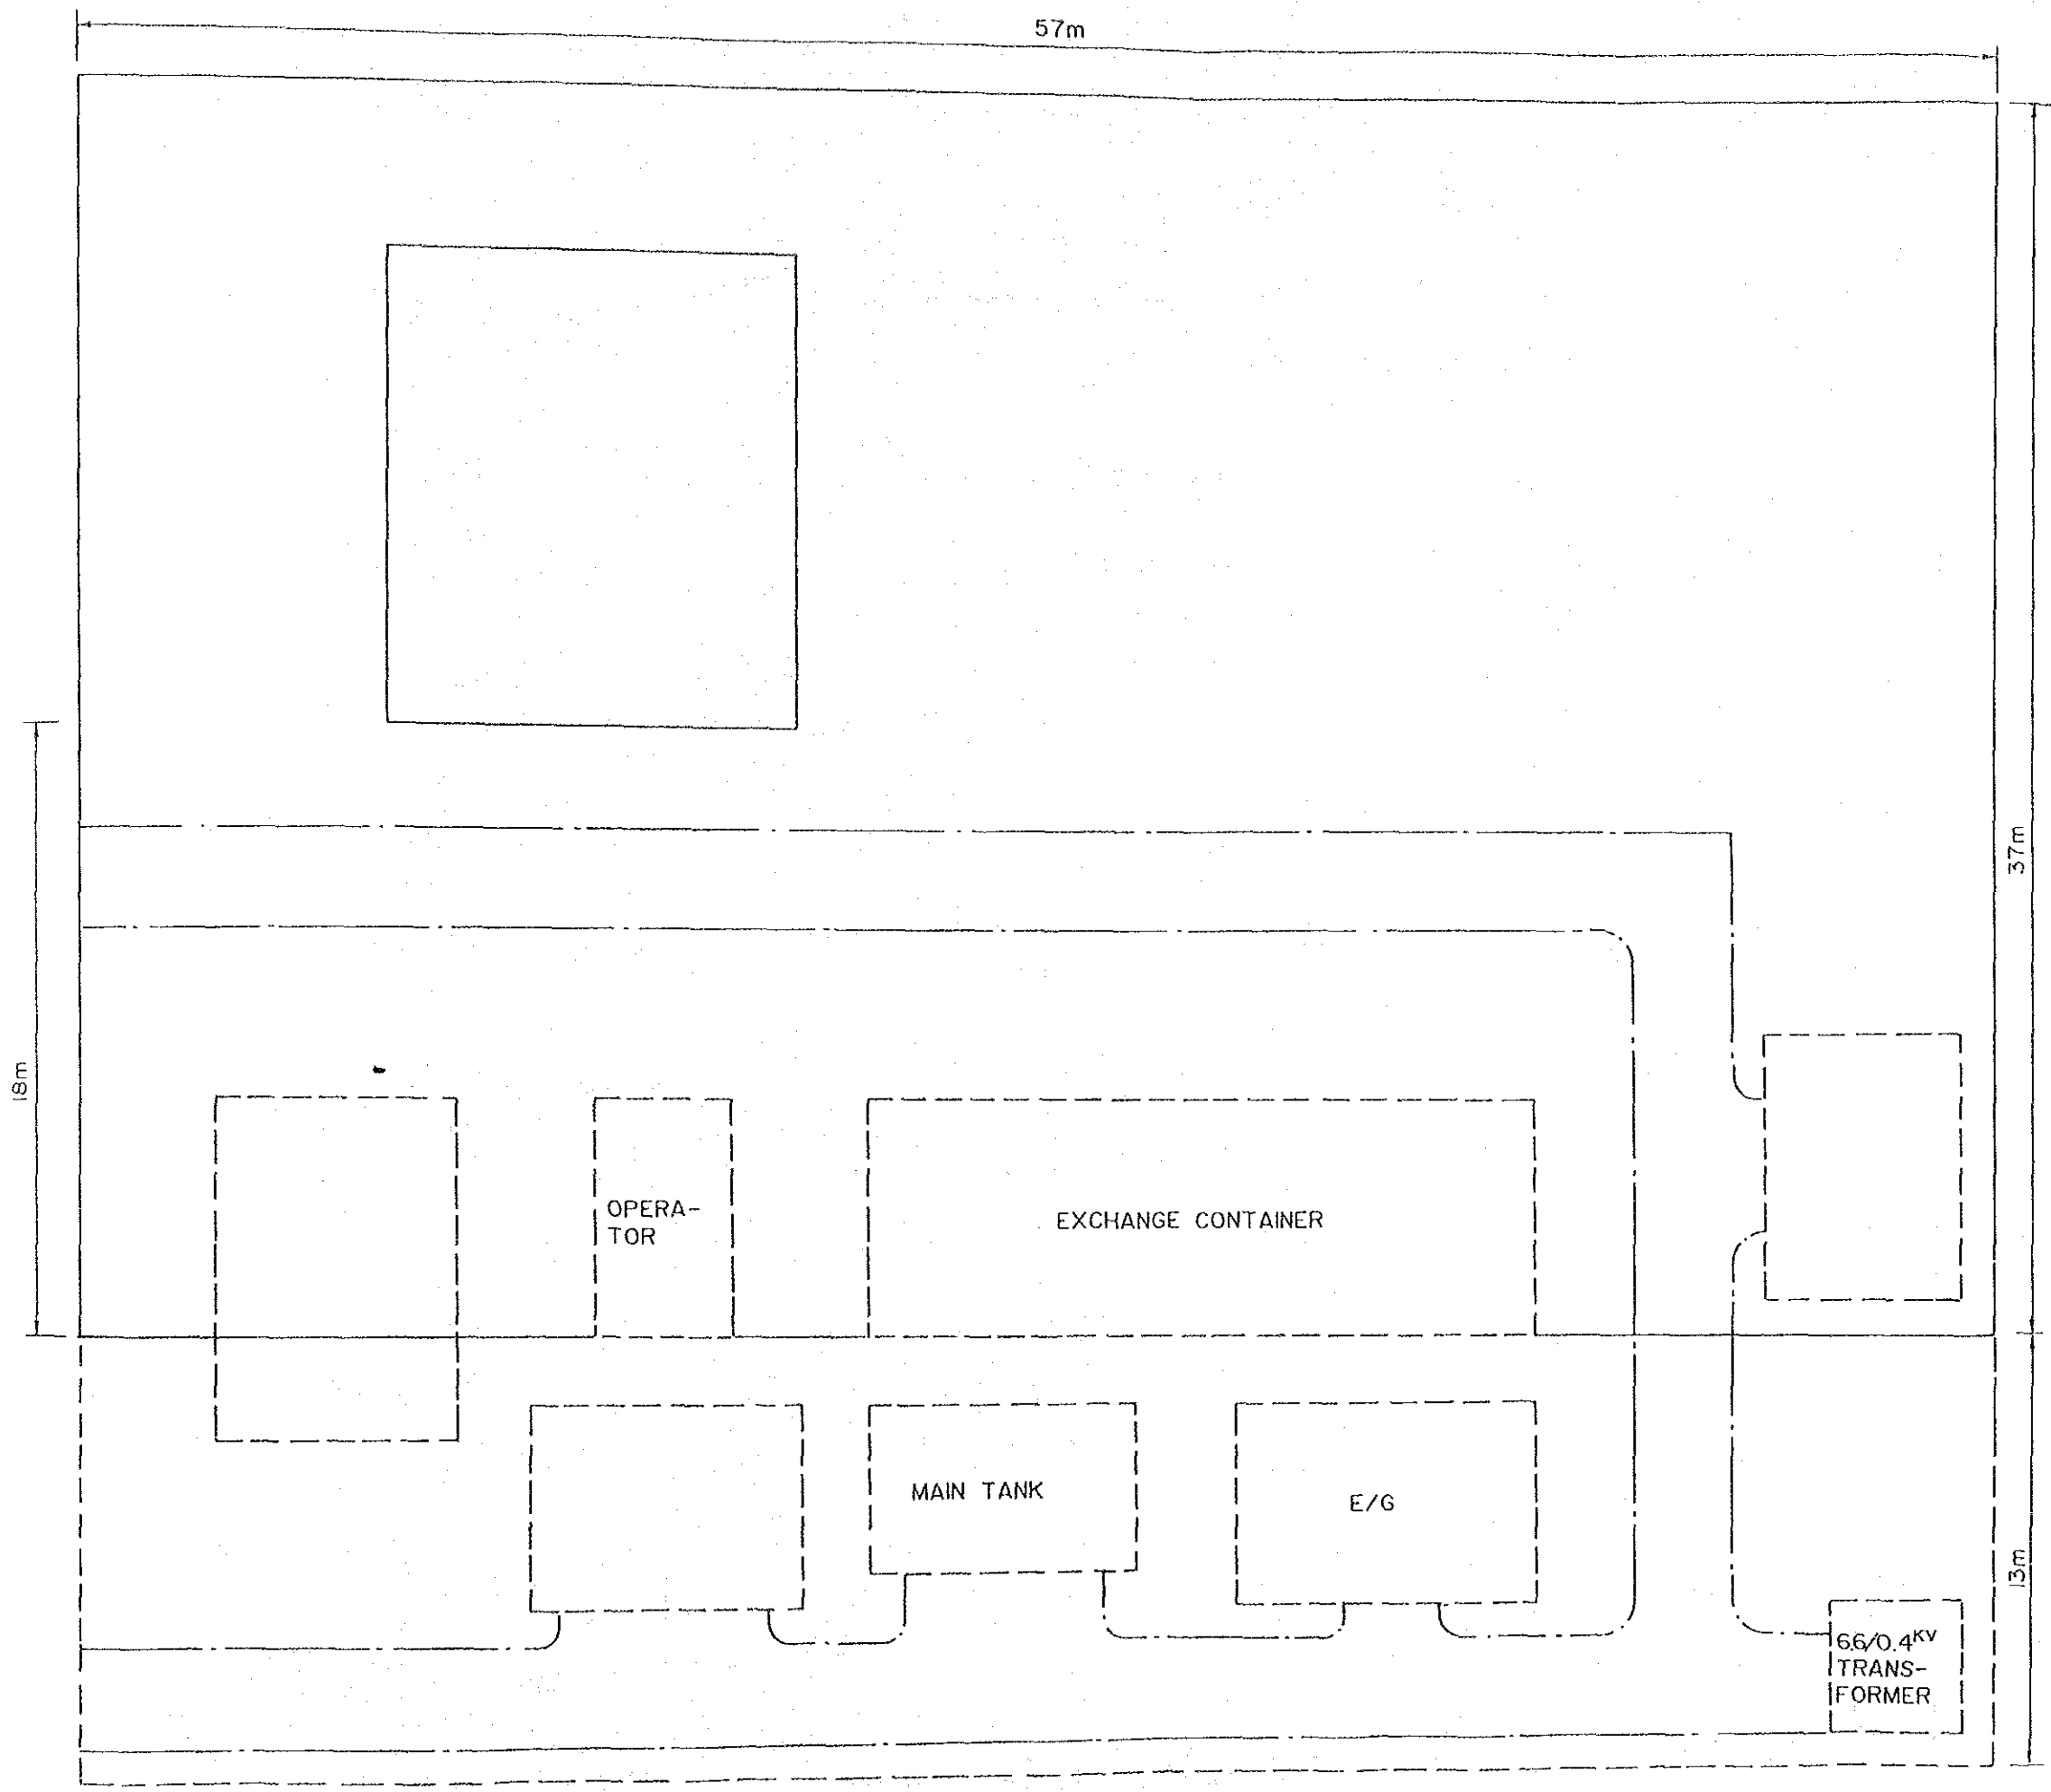 57m
37m
18m
OPERA-
TOR
EXCHANGE CONTAINER
MAIN TANK
E/G
13m
6.6/0.4KV
TRANS-
FORMER